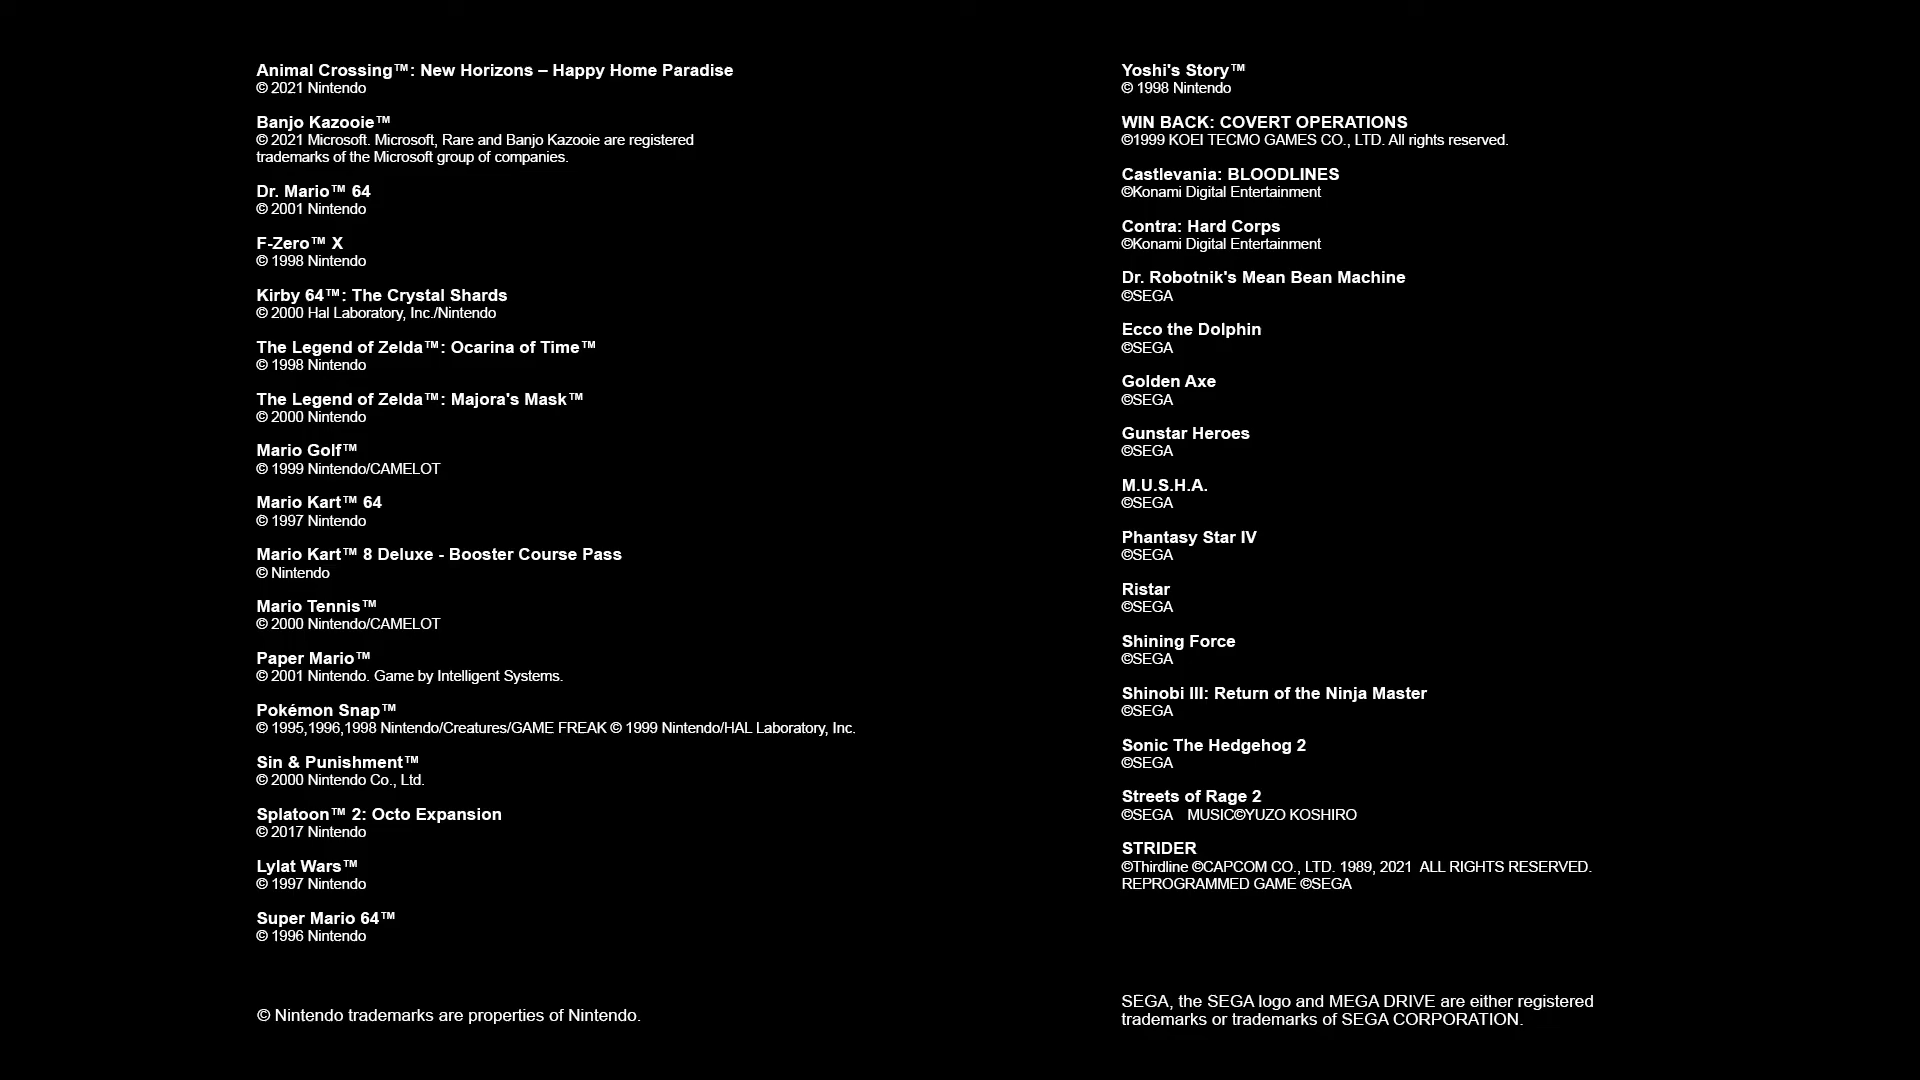 Animal Crossing™: New Horizons – Happy Home Paradise
© 2021 Nintendo
Banjo Kazooie™
© 2021 Microsoft. Microsoft, Rare and Banjo Kazooie are registered
trademarks of the Microsoft group of companies.
Dr. Mario™ 64
© 2001 Nintendo
F-Zero™ X
© 1998 Nintendo
Kirby 64™: The Crystal Shards
© 2000 Hal Laboratory, Inc./Nintendo
The Legend of Zelda™: Ocarina of Time™
© 1998 Nintendo
The Legend of Zelda™: Majora's Mask™
© 2000 Nintendo
Mario Golf™
© 1999 Nintendo/CAMELOT
Mario Kart™ 64
© 1997 Nintendo
Mario Kart™ 8 Deluxe - Booster Course Pass
© Nintendo
Mario Tennis™
© 2000 Nintendo/CAMELOT
Paper Mario™
© 2001 Nintendo. Game by Intelligent Systems.
Pokémon Snap™
© 1995,1996,1998 Nintendo/Creatures/GAME FREAK © 1999 Nintendo/HAL Laboratory, Inc.
Sin & Punishment™
© 2000 Nintendo Co., Ltd.
Splatoon™ 2: Octo Expansion
© 2017 Nintendo
Lylat Wars™
© 1997 Nintendo
Super Mario 64™
© 1996 Nintendo
© Nintendo trademarks are properties of Nintendo.
Yoshi's Story™
© 1998 Nintendo
WIN BACK: COVERT OPERATIONS
©1999 KOEI TECMO GAMES CO., LTD. All rights reserved.
Castlevania: BLOODLINES
©Konami Digital Entertainment
Contra: Hard Corps
©Konami Digital Entertainment
Dr. Robotnik's Mean Bean Machine
©SEGA
Ecco the Dolphin
©SEGA
Golden Axe
©SEGA
Gunstar Heroes
©SEGA
M.U.S.H.A.
©SEGA
Phantasy Star IV
©SEGA
Ristar
©SEGA
Shining Force
©SEGA
Shinobi III: Return of the Ninja Master
©SEGA
Sonic The Hedgehog 2
©SEGA
Streets of Rage 2
©SEGA MUSIC©YUZO KOSHIRO
STRIDER
©Thirdline ©CAPCOM CO., LTD. 1989, 2021 ALL RIGHTS RESERVED.
REPROGRAMMED GAME ©SEGA
SEGA, the SEGA logo and MEGA DRIVE are either registered
trademarks or trademarks of SEGA CORPORATION.